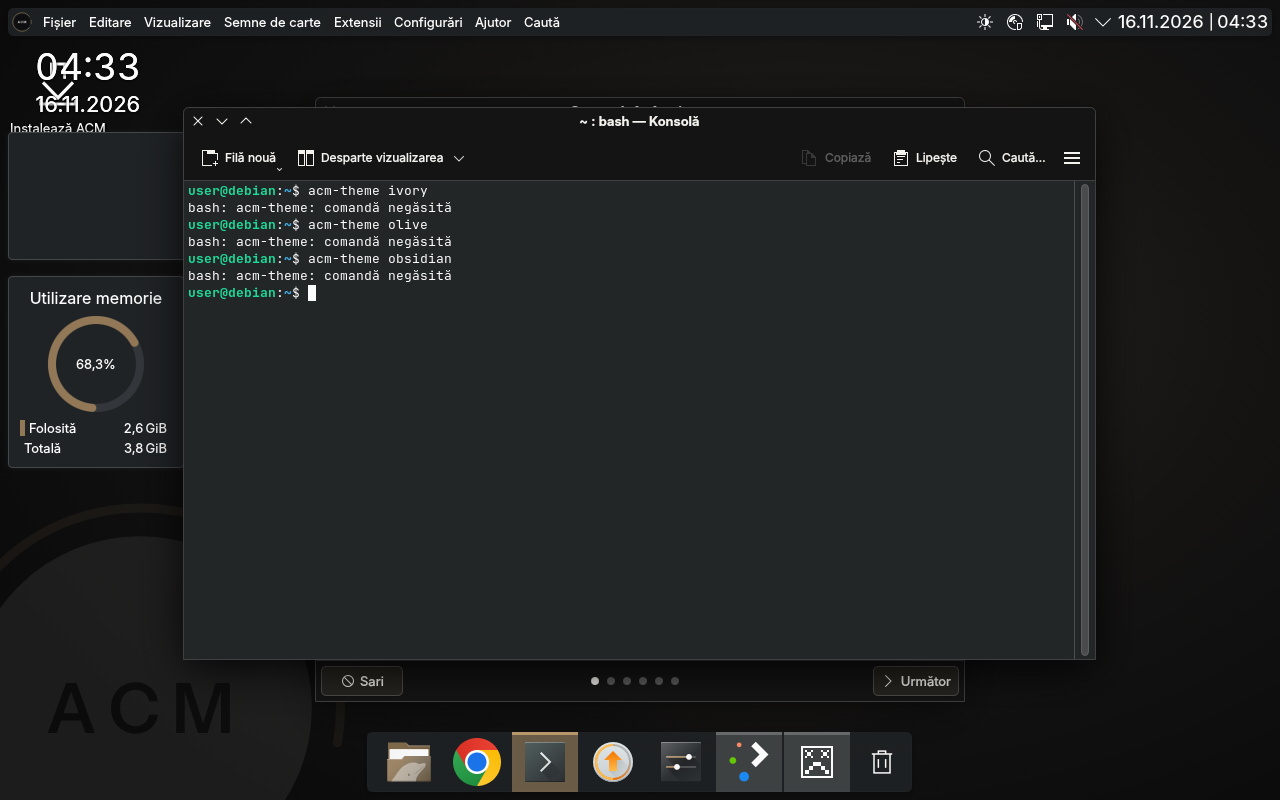 Fișier Editare Vizualizare Semne de carte Extensii Configurări Ajutor Caută 16.11.2026 | 04:33
04:33
16.11.2026
Instalează ACM
~ : bash — Konsolă
Filă nouă Desparte vizualizarea Copiază Lipește Caută...
user@debian:~$ acm-theme ivory
bash: acm-theme: comandă negăsită
user@debian:~$ acm-theme olive
bash: acm-theme: comandă negăsită
user@debian:~$ acm-theme obsidian
bash: acm-theme: comandă negăsită
user@debian:~$
Utilizare memorie
68,3%
Folosită 2,6 GiB
Totală 3,8 GiB
Sari Următor
ACM